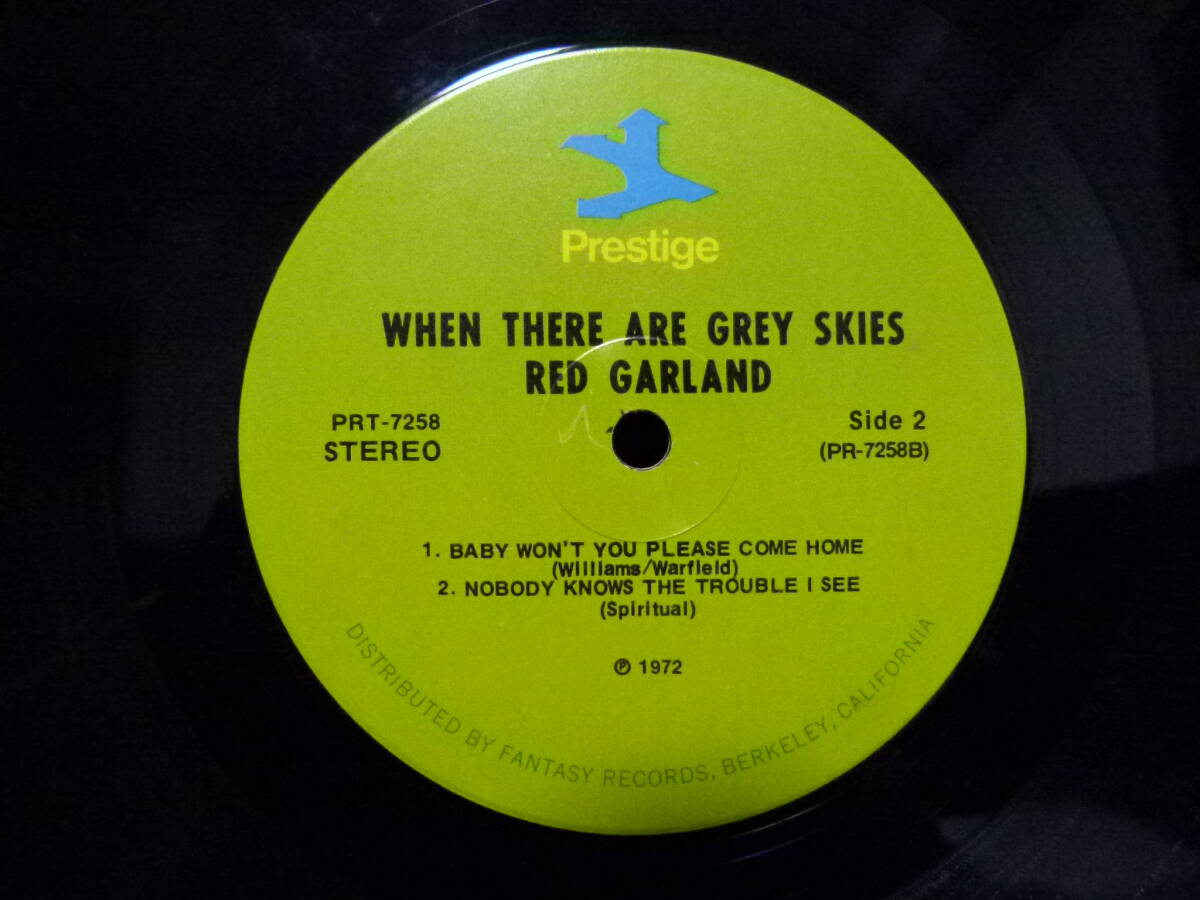 Prestige
WHEN THERE ARE GREY SKIES
RED GARLAND
PRT-7258
STEREO
Side 2
(PR-7258B)
1. BABY WON'T YOU PLEASE COME HOME
(Williams/Warfield)
2. NOBODY KNOWS THE TROUBLE I SEE
(Spiritual)
℗ 1972
DISTRIBUTED BY FANTASY RECORDS, BERKELEY, CALIFORNIA